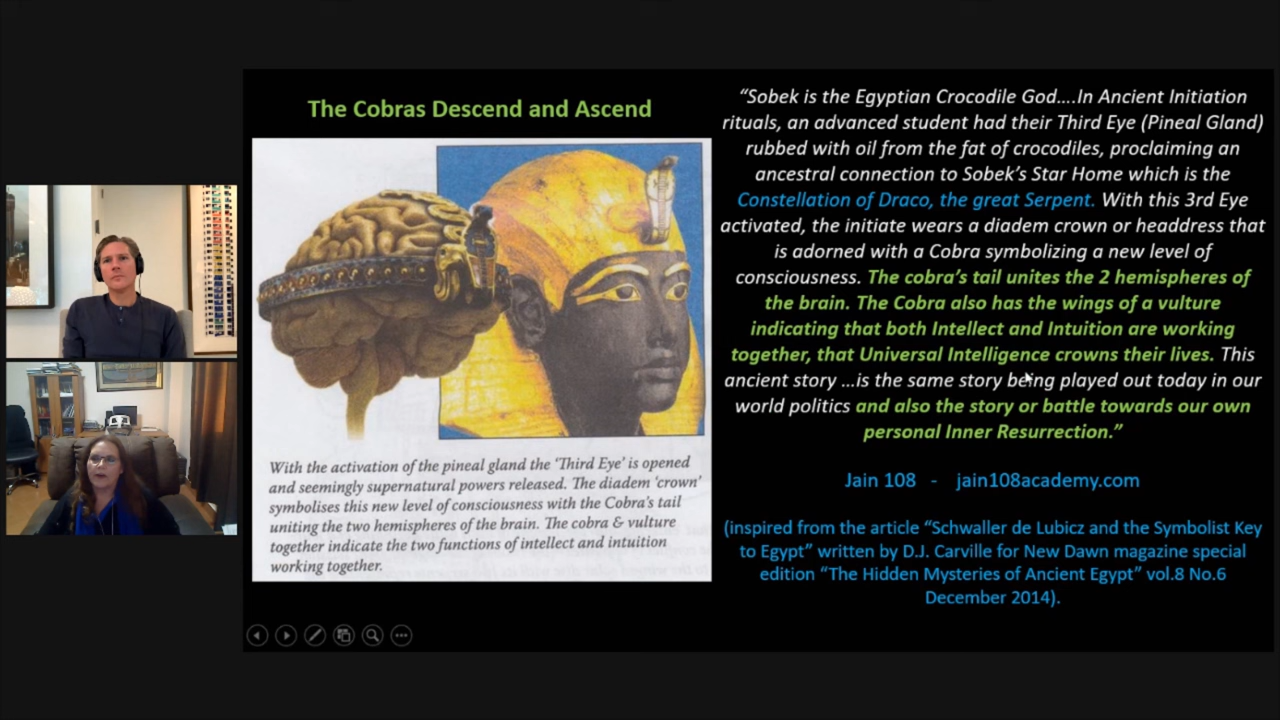 The Cobras Descend and Ascend
With the activation of the pineal gland the ‘Third Eye’ is opened
and seemingly supernatural powers released. The diadem ‘crown’
symbolises this new level of consciousness with the Cobra’s tail
uniting the two hemispheres of the brain. The cobra & vulture
together indicate the two functions of intellect and intuition
working together.
“Sobek is the Egyptian Crocodile God….In Ancient Initiation
rituals, an advanced student had their Third Eye (Pineal Gland)
rubbed with oil from the fat of crocodiles, proclaiming an
ancestral connection to Sobek’s Star Home which is the
Constellation of Draco, the great Serpent. With this 3rd Eye
activated, the initiate wears a diadem crown or headdress that
is adorned with a Cobra symbolizing a new level of
consciousness. The cobra’s tail unites the 2 hemispheres of
the brain. The Cobra also has the wings of a vulture
indicating that both Intellect and Intuition are working
together, that Universal Intelligence crowns their lives. This
ancient story …is the same story being played out today in our
world politics and also the story or battle towards our own
personal Inner Resurrection.”
Jain 108 - jain108academy.com
(inspired from the article “Schwaller de Lubicz and the Symbolist Key
to Egypt” written by D.J. Carville for New Dawn magazine special
edition “The Hidden Mysteries of Ancient Egypt” vol.8 No.6
December 2014).